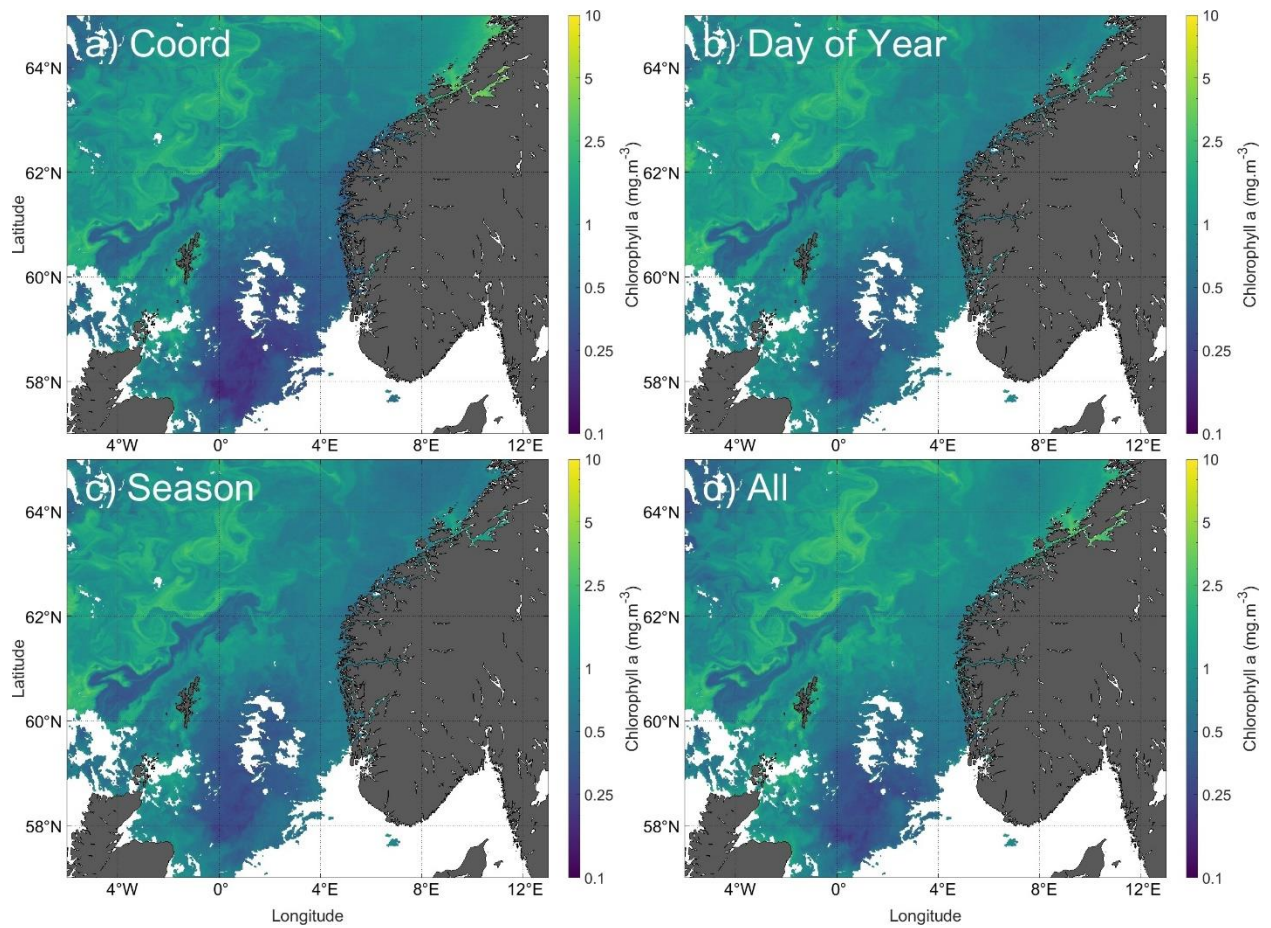 a) Coord
64°N
62°N
60°N
58°N
4°W
0°
4°E
8°E
12°E
Latitude
10
5
2.5
1
0.5
0.25
0.1
Chlorophyll a (mg.m⁻³)
b) Day of Year
64°N
62°N
60°N
58°N
4°W
0°
4°E
8°E
12°E
10
5
2.5
1
0.5
0.25
0.1
Chlorophyll a (mg.m⁻³)
c) Season
64°N
62°N
60°N
58°N
4°W
0°
4°E
8°E
12°E
Latitude
Longitude
10
5
2.5
1
0.5
0.25
0.1
Chlorophyll a (mg.m⁻³)
d) All
64°N
62°N
60°N
58°N
4°W
0°
4°E
8°E
12°E
Longitude
10
5
2.5
1
0.5
0.25
0.1
Chlorophyll a (mg.m⁻³)